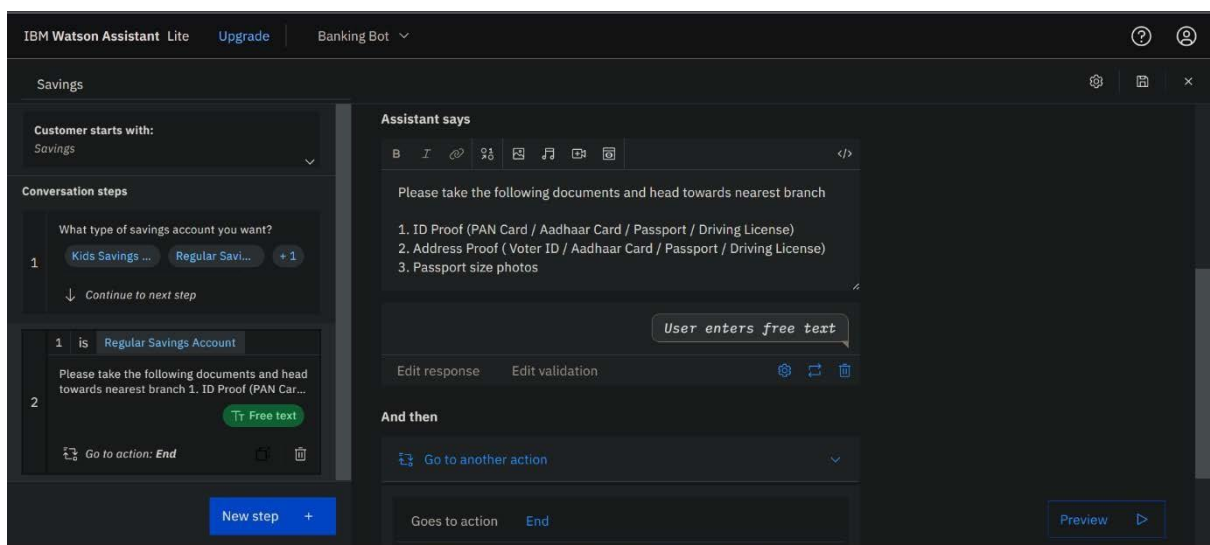 IBM Watson Assistant Lite Upgrade Banking Bot
Savings
Customer starts with:
Savings
Conversation steps
1
What type of savings account you want?
Kids Savings ... Regular Savi... + 1
Continue to next step
2
1 is Regular Savings Account
Please take the following documents and head
towards nearest branch 1. ID Proof (PAN Car...
Free text
Go to action: End
New step +
Assistant says
B I </>
Please take the following documents and head towards nearest branch
1. ID Proof (PAN Card / Aadhaar Card / Passport / Driving License)
2. Address Proof ( Voter ID / Aadhaar Card / Passport / Driving License)
3. Passport size photos
User enters free text
Edit response Edit validation
And then
Go to another action
Goes to action End
Preview